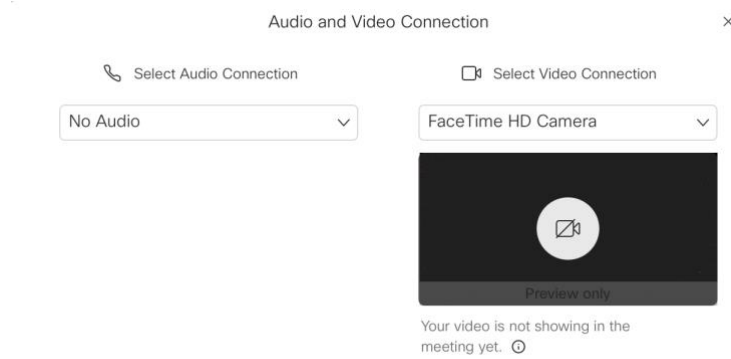 Audio and Video Connection
Select Audio Connection
Select Video Connection
No Audio
FaceTime HD Camera
Preview only
Your video is not showing in the
meeting yet.